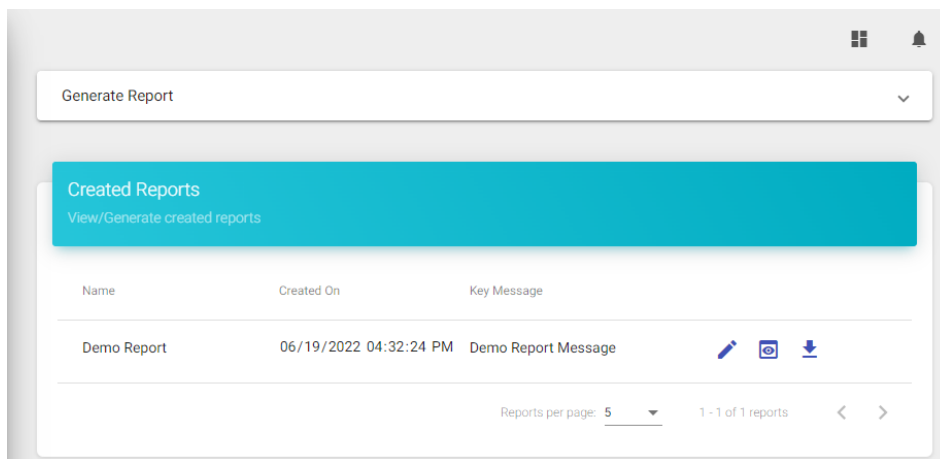 Generate Report
Created Reports
View/Generate created reports
Name Created On Key Message
Demo Report 06/19/2022 04:32:24 PM Demo Report Message
Reports per page: 5 1 - 1 of 1 reports